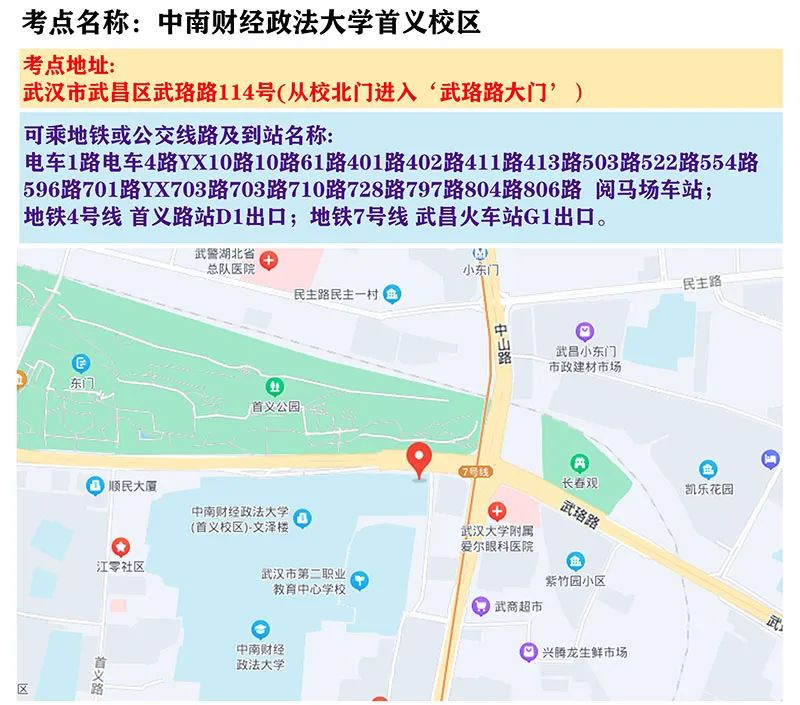 考点名称：中南财经政法大学首义校区
考点地址:
武汉市武昌区武珞路114号(从校北门进入‘武珞路大门’ )
可乘地铁或公交线路及到站名称:
电车1路电车4路YX10路10路61路401路402路411路413路503路522路554路
596路701路YX703路703路710路728路797路804路806路 阅马场车站；
地铁4号线 首义路站D1出口；地铁7号线 武昌火车站G1出口。
武警湖北省
总队医院
小东门
民主路
民主路民主一村
中山路
武昌小东门
市政建材市场
东门
首义公园
7号线
长春观
凯乐花园
顺民大厦
中南财经政法大学
(首义校区)-文泽楼
武汉大学附属
爱尔眼科医院
武珞路
江零社区
武汉市第二职业
教育中心学校
紫竹园小区
武商超市
武
中南财经
政法大学
兴腾龙生鲜市场
首义路
区